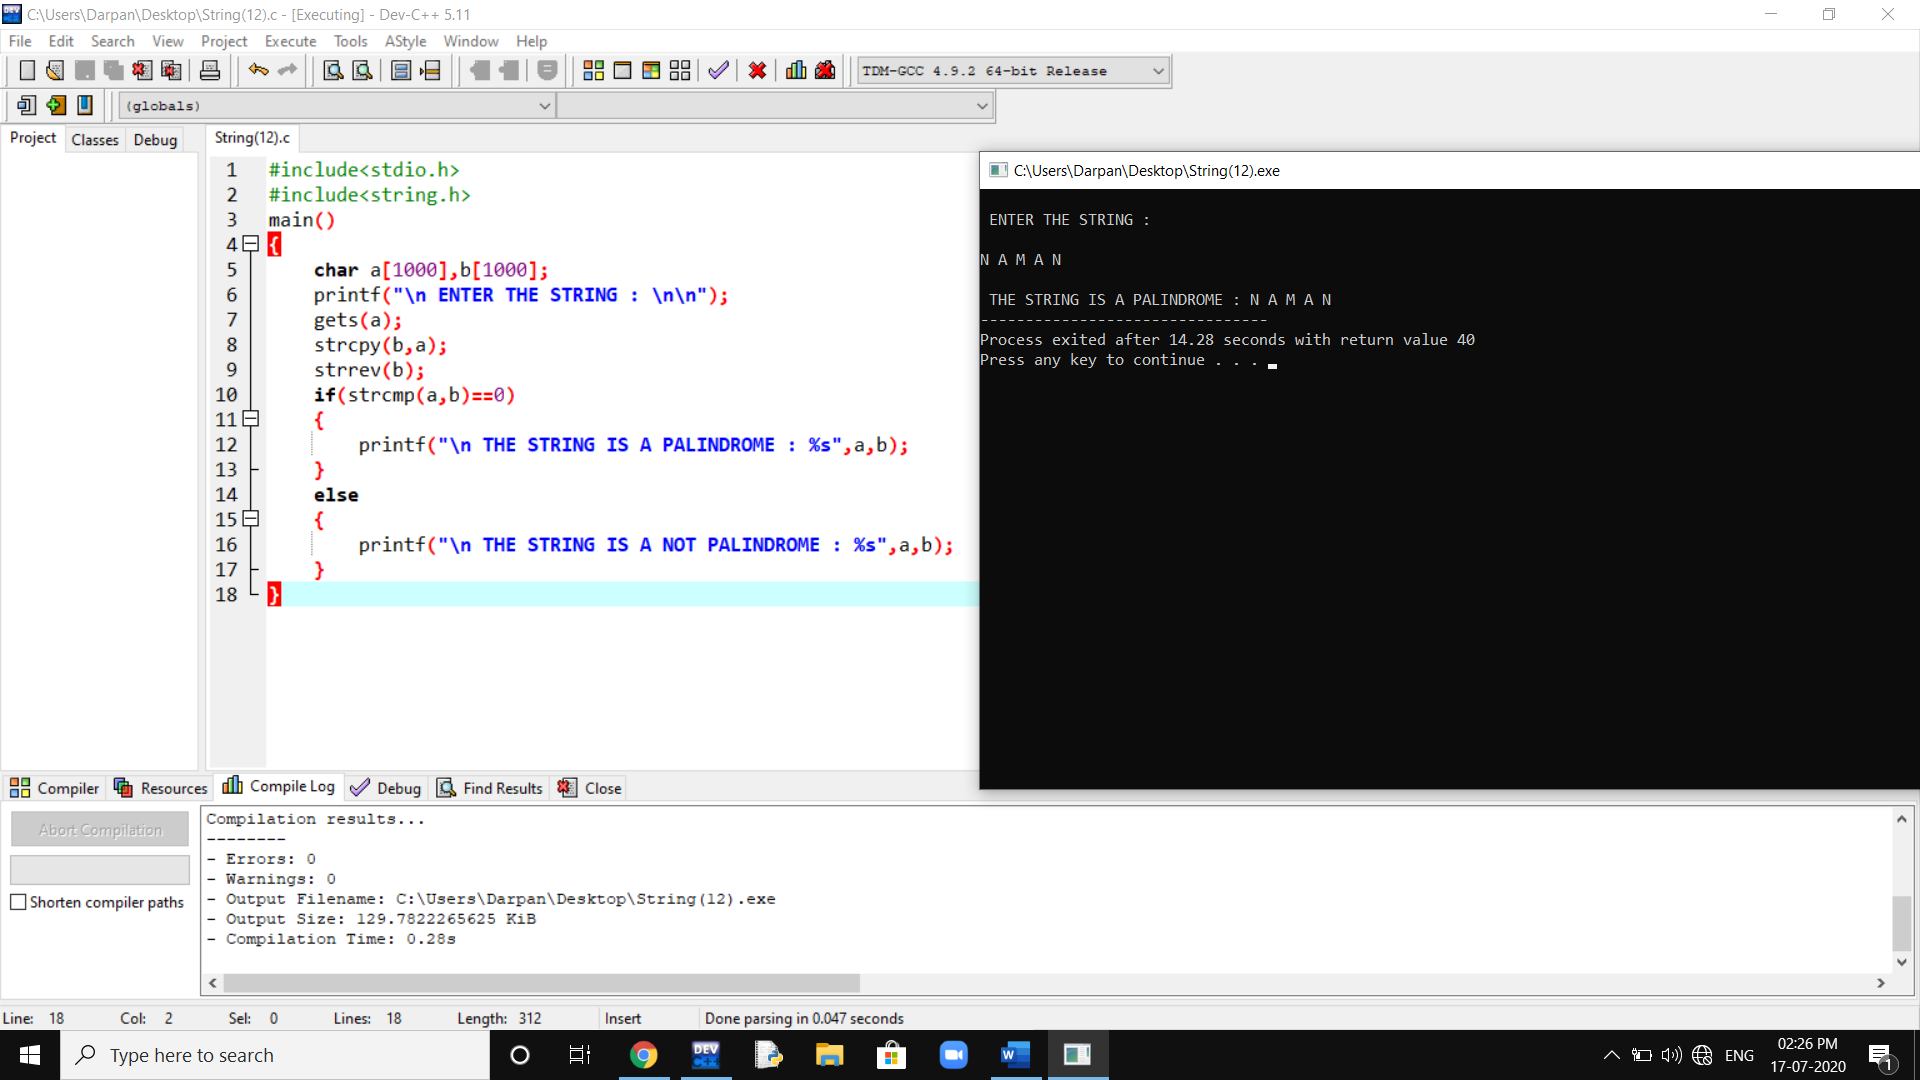 C:\Users\Darpan\Desktop\String(12).c - [Executing] - Dev-C++ 5.11
File Edit Search View Project Execute Tools AStyle Window Help
TDM-GCC 4.9.2 64-bit Release
(globals)
Project Classes Debug
String(12).c
1 #include<stdio.h>
2 #include<string.h>
3 main()
4 {
5 char a[1000],b[1000];
6 printf("\n ENTER THE STRING : \n\n");
7 gets(a);
8 strcpy(b,a);
9 strrev(b);
10 if(strcmp(a,b)==0)
11 {
12 printf("\n THE STRING IS A PALINDROME : %s",a,b);
13 }
14 else
15 {
16 printf("\n THE STRING IS A NOT PALINDROME : %s",a,b);
17 }
18 }
C:\Users\Darpan\Desktop\String(12).exe
ENTER THE STRING :
N A M A N
THE STRING IS A PALINDROME : N A M A N
--------------------------------
Process exited after 14.28 seconds with return value 40
Press any key to continue . . .
Compiler Resources Compile Log Debug Find Results Close
Abort Compilation
Shorten compiler paths
Compilation results...
--------
- Errors: 0
- Warnings: 0
- Output Filename: C:\Users\Darpan\Desktop\String(12).exe
- Output Size: 129.7822265625 KiB
- Compilation Time: 0.28s
Line: 18 Col: 2 Sel: 0 Lines: 18 Length: 312 Insert Done parsing in 0.047 seconds
Type here to search
DEV
W
ENG
02:26 PM
17-07-2020
1